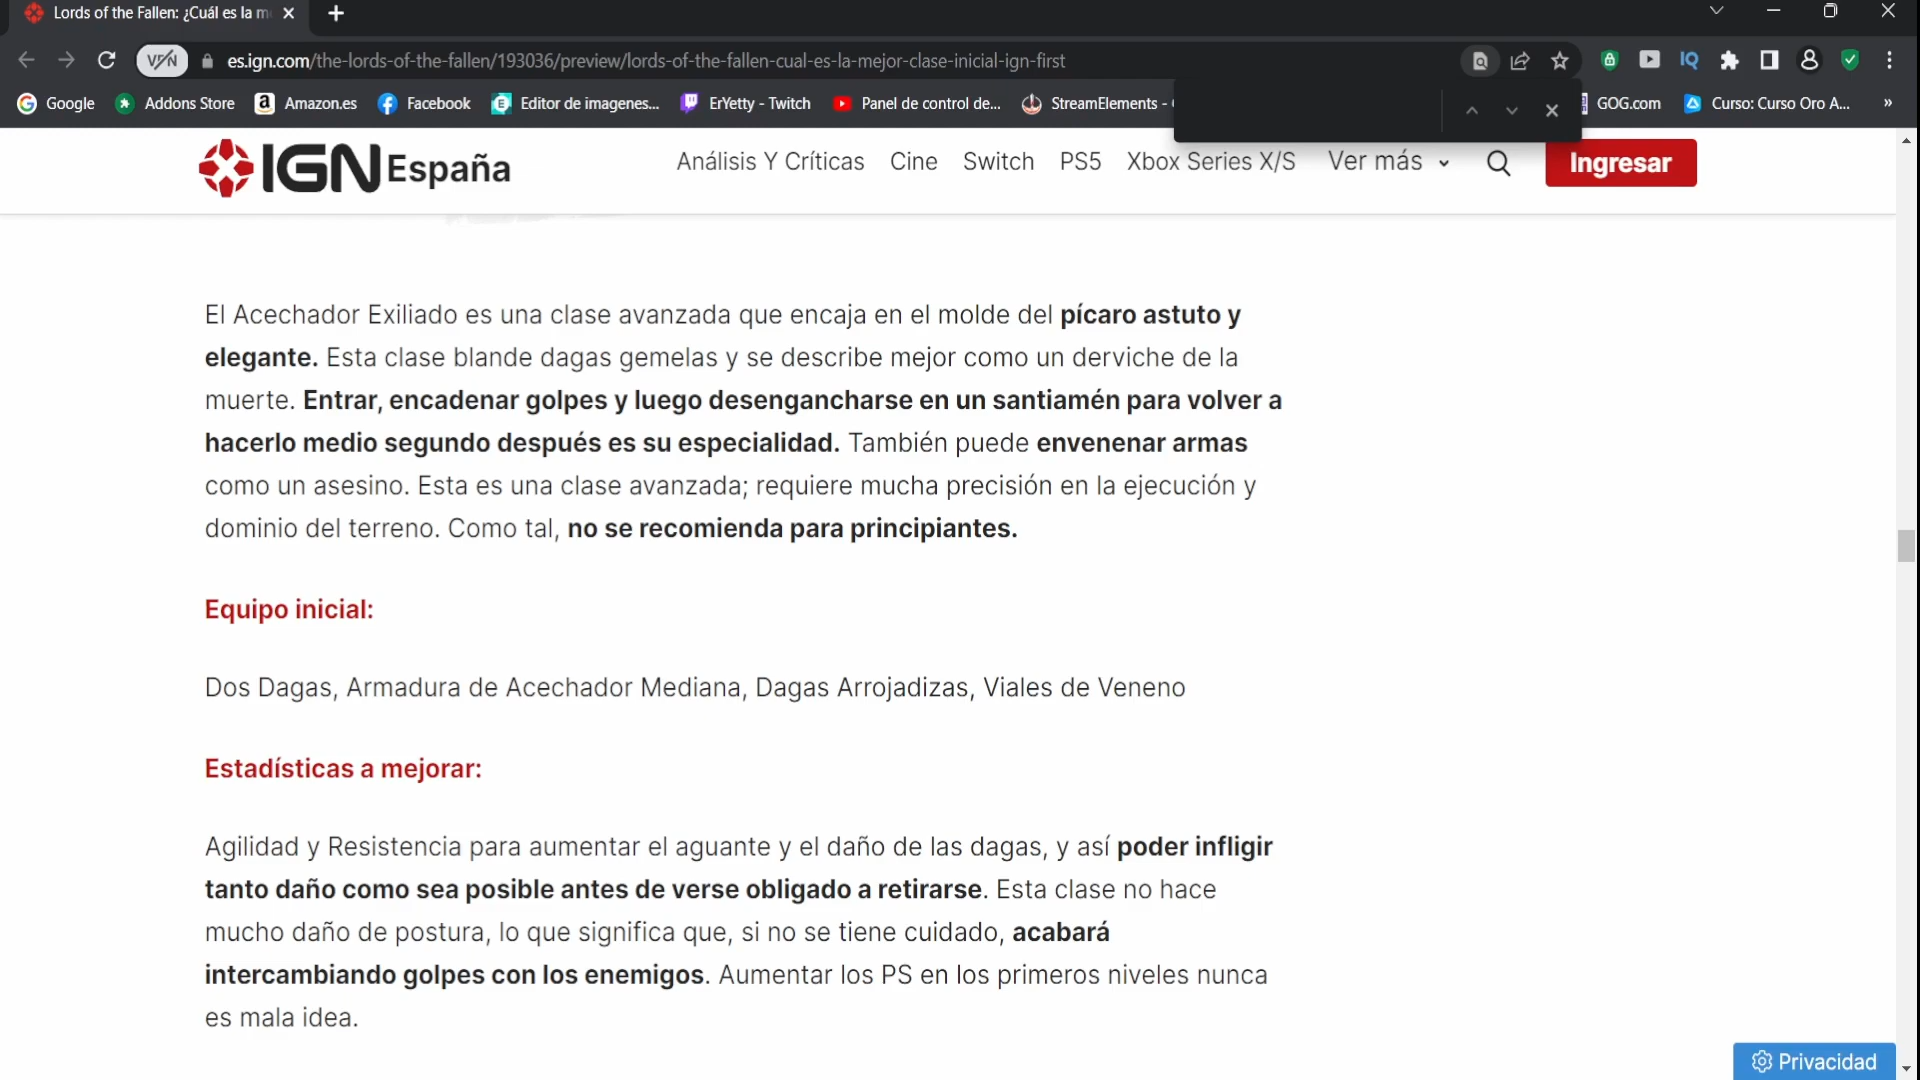 Lords of the Fallen: ¿Cuál es la m
VPN
es.ign.com/the-lords-of-the-fallen/193036/preview/lords-of-the-fallen-cual-es-la-mejor-clase-inicial-ign-first
IQ
Google Addons Store Amazon.es Facebook Editor de imagenes... ErYetty - Twitch Panel de control de... StreamElements - GOG.com Curso: Curso Oro A... »
IGN España Análisis Y Críticas Cine Switch PS5 Xbox Series X/S Ver más Ingresar
El Acechador Exiliado es una clase avanzada que encaja en el molde del pícaro astuto y
elegante. Esta clase blande dagas gemelas y se describe mejor como un derviche de la
muerte. Entrar, encadenar golpes y luego desengancharse en un santiamén para volver a
hacerlo medio segundo después es su especialidad. También puede envenenar armas
como un asesino. Esta es una clase avanzada; requiere mucha precisión en la ejecución y
dominio del terreno. Como tal, no se recomienda para principiantes.
Equipo inicial:
Dos Dagas, Armadura de Acechador Mediana, Dagas Arrojadizas, Viales de Veneno
Estadísticas a mejorar:
Agilidad y Resistencia para aumentar el aguante y el daño de las dagas, y así poder infligir
tanto daño como sea posible antes de verse obligado a retirarse. Esta clase no hace
mucho daño de postura, lo que significa que, si no se tiene cuidado, acabará
intercambiando golpes con los enemigos. Aumentar los PS en los primeros niveles nunca
es mala idea.
Privacidad